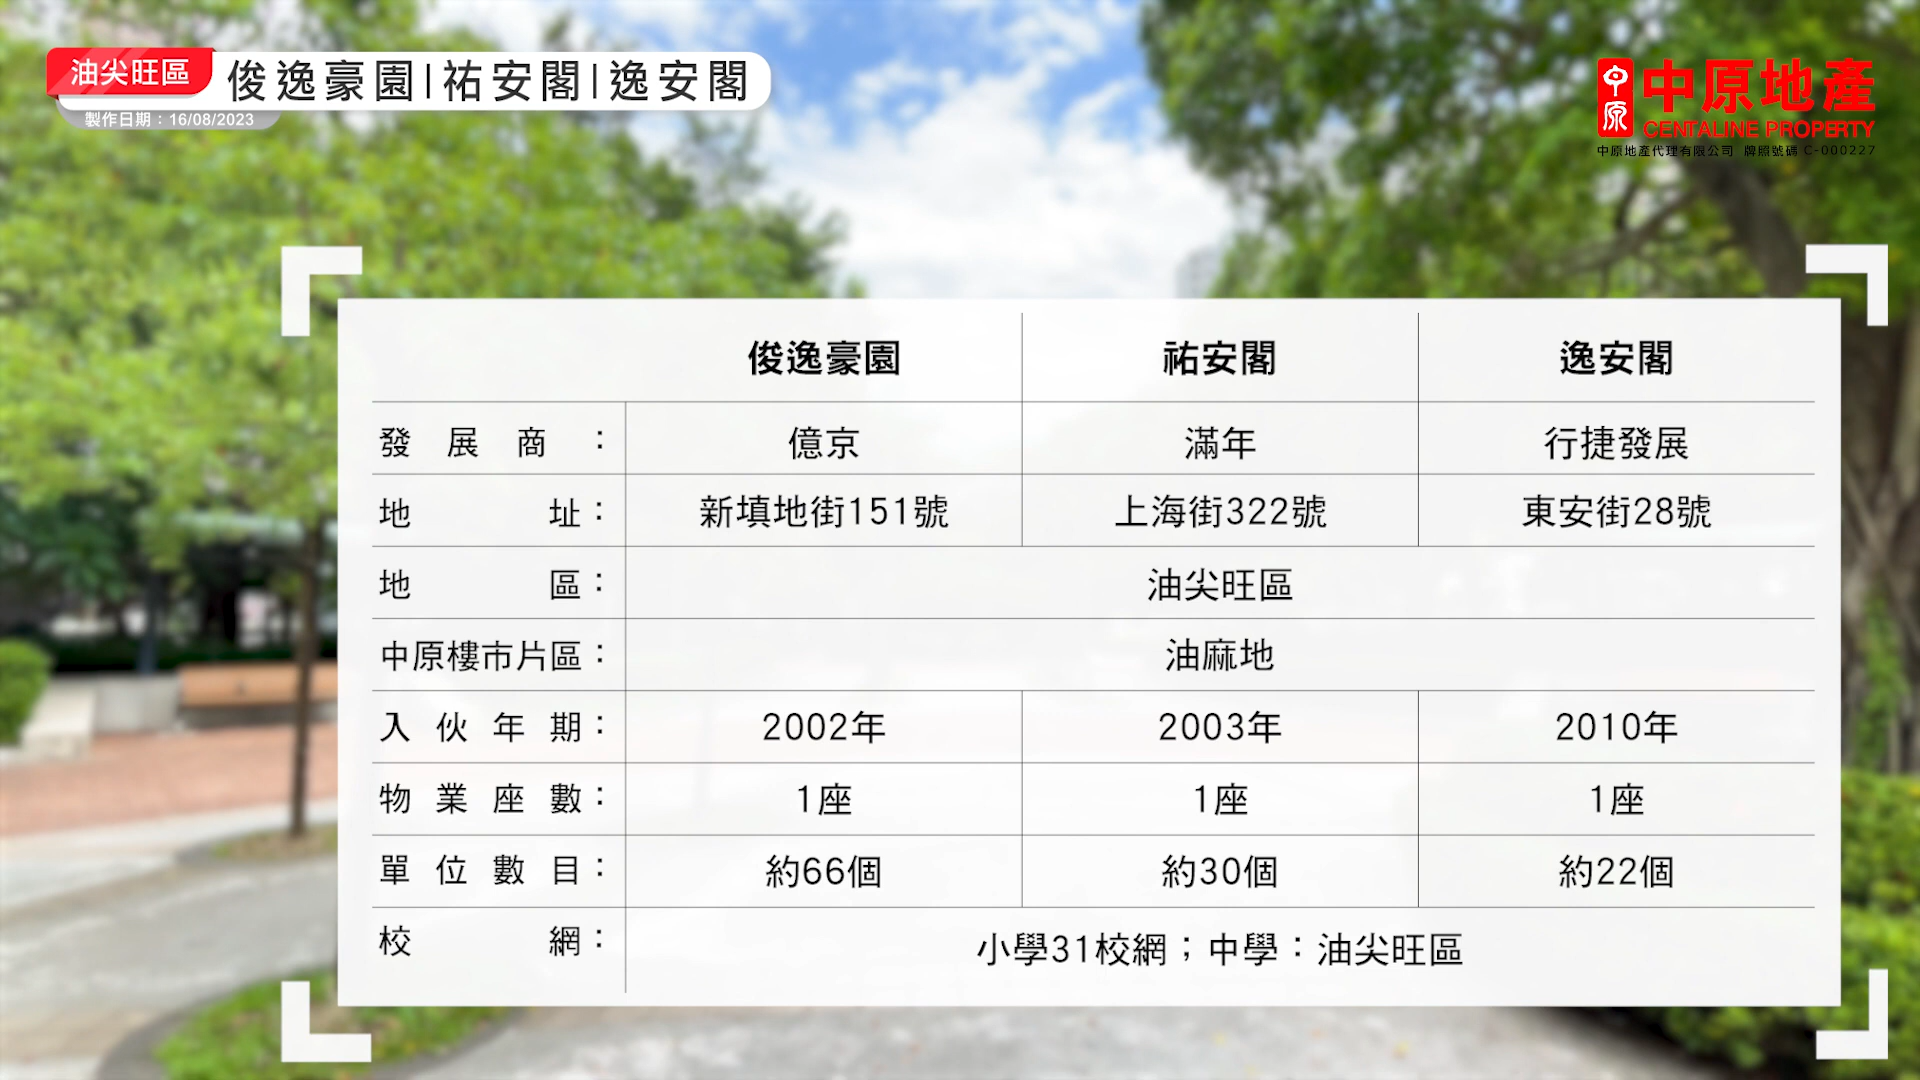 油尖旺區
俊逸豪園|祐安閣|逸安閣
製作日期：16/08/2023
中原
中原地產
CENTALINE PROPERTY
中原地產代理有限公司 牌照號碼 C-000227
俊逸豪園 祐安閣 逸安閣
發展商： 億京 滿年 行捷發展
地址： 新填地街151號 上海街322號 東安街28號
地區： 油尖旺區
中原樓市片區： 油麻地
入伙年期： 2002年 2003年 2010年
物業座數： 1座 1座 1座
單位數目： 約66個 約30個 約22個
校網： 小學31校網；中學：油尖旺區